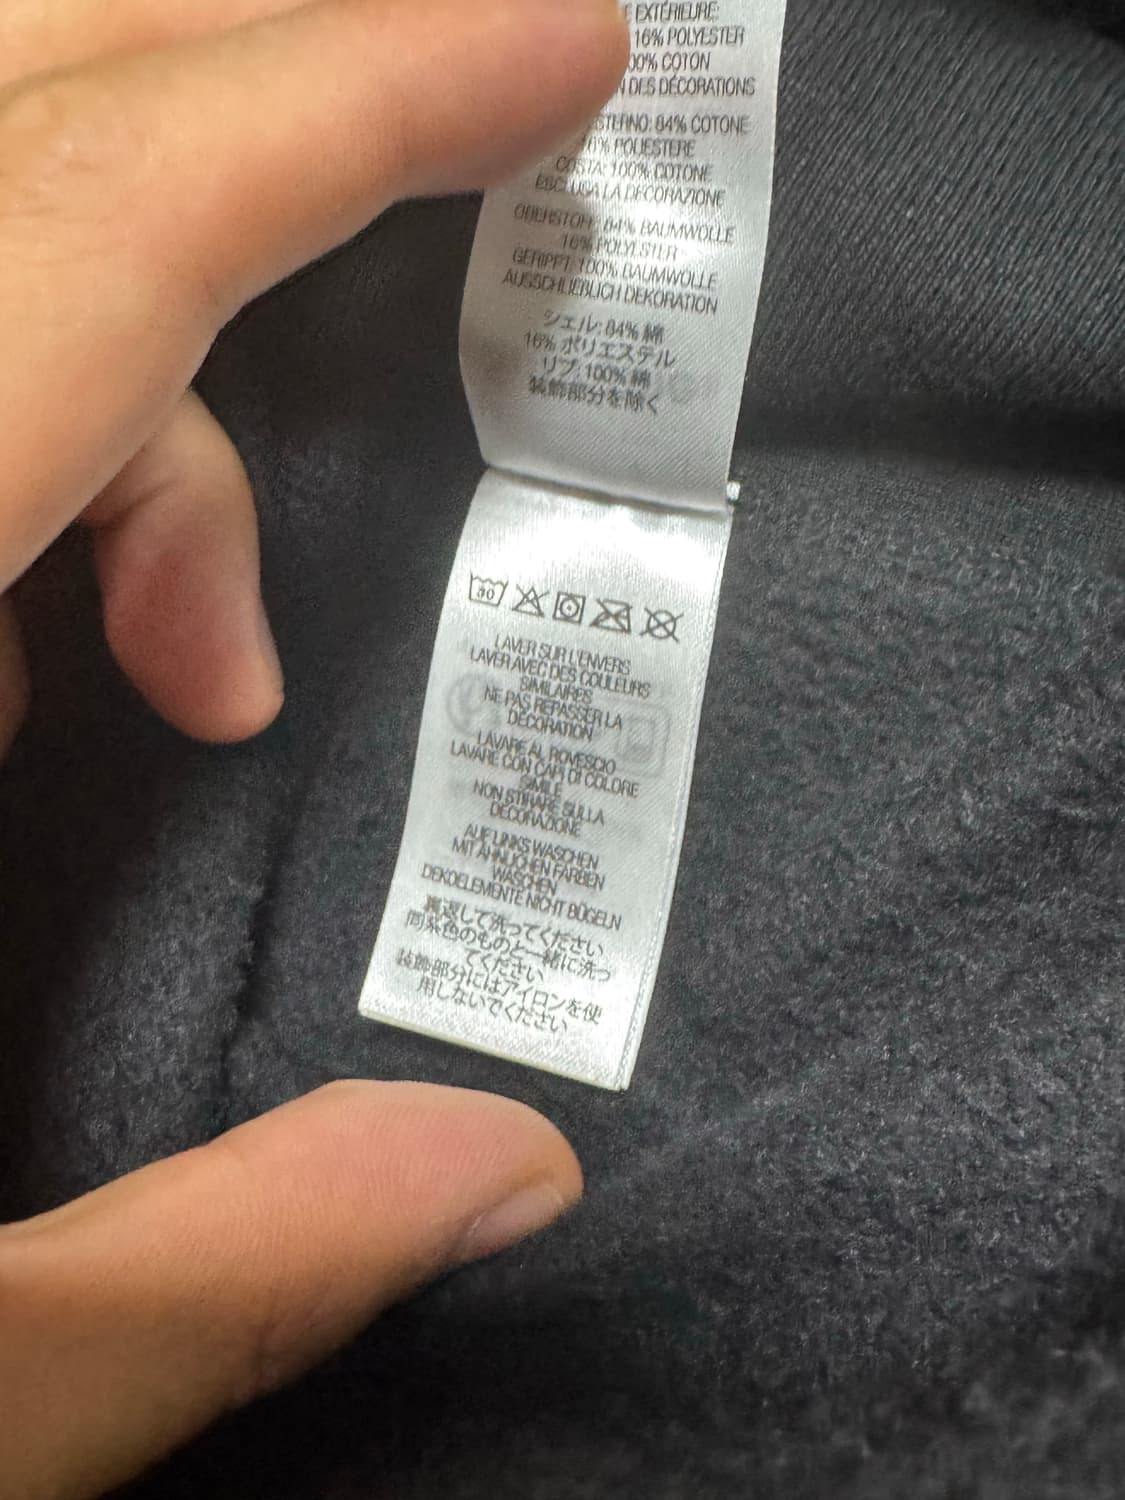 EXTÉRIEURE:
16% POLYESTER
00% COTON
N DES DÉCORATIONS
STERNO: 84% COTONE
6% POLIESTERE
COSTA: 100% COTONE
ESCLUSA LA DECORAZIONE
OBERSTOFF: 84% BAUMWOLLE
16% POLYESTER
GERIPPT: 100% BAUMWOLLE
AUSSCHLIEBLICH DEKORATION
シェル: 84% 綿
16% ポリエステル
リブ: 100% 綿
装飾部分を除く
30
LAVER SUR L'ENVERS
LAVER AVEC DES COULEURS
SIMILAIRES
NE PAS REPASSER LA
DÉCORATION
LAVARE AL ROVESCIO
LAVARE CON CAPI DI COLORE
SIMILE
NON STIRARE SULLA
DECORAZIONE
AUF LINKS WASCHEN
MIT ÄHNLICHEN FARBEN
WASCHEN
DEKOELEMENTE NICHT BÜGELN
裏返して洗ってください
同系色のものと一緒に洗っ
てください
装飾部分にはアイロンを使
用しないでください